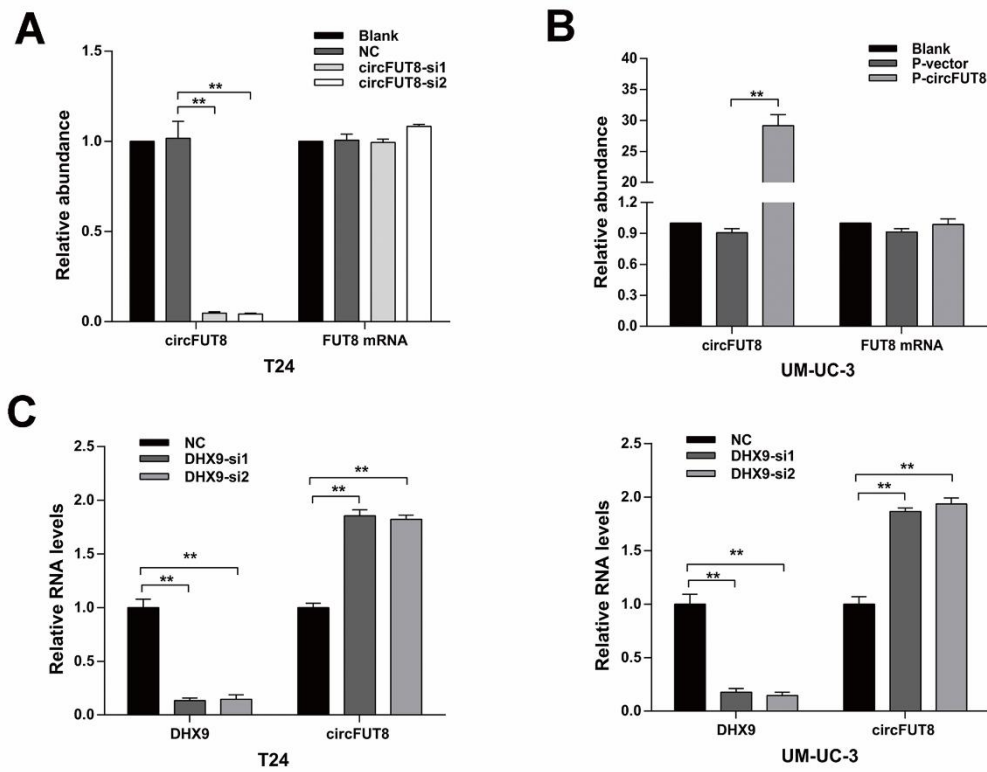 A
Blank
NC
circFUT8-si1
circFUT8-si2
Relative abundance
1.5
1.0
0.5
0.0
**
**
circFUT8
FUT8 mRNA
T24
B
Blank
P-vector
P-circFUT8
Relative abundance
40
35
30
25
20
1.2
0.9
0.6
0.3
0.0
**
circFUT8
FUT8 mRNA
UM-UC-3
C
NC
DHX9-si1
DHX9-si2
Relative RNA levels
2.5
2.0
1.5
1.0
0.5
0.0
**
**
**
**
DHX9
circFUT8
T24
NC
DHX9-si1
DHX9-si2
Relative RNA levels
2.5
2.0
1.5
1.0
0.5
0.0
**
**
**
**
DHX9
circFUT8
UM-UC-3